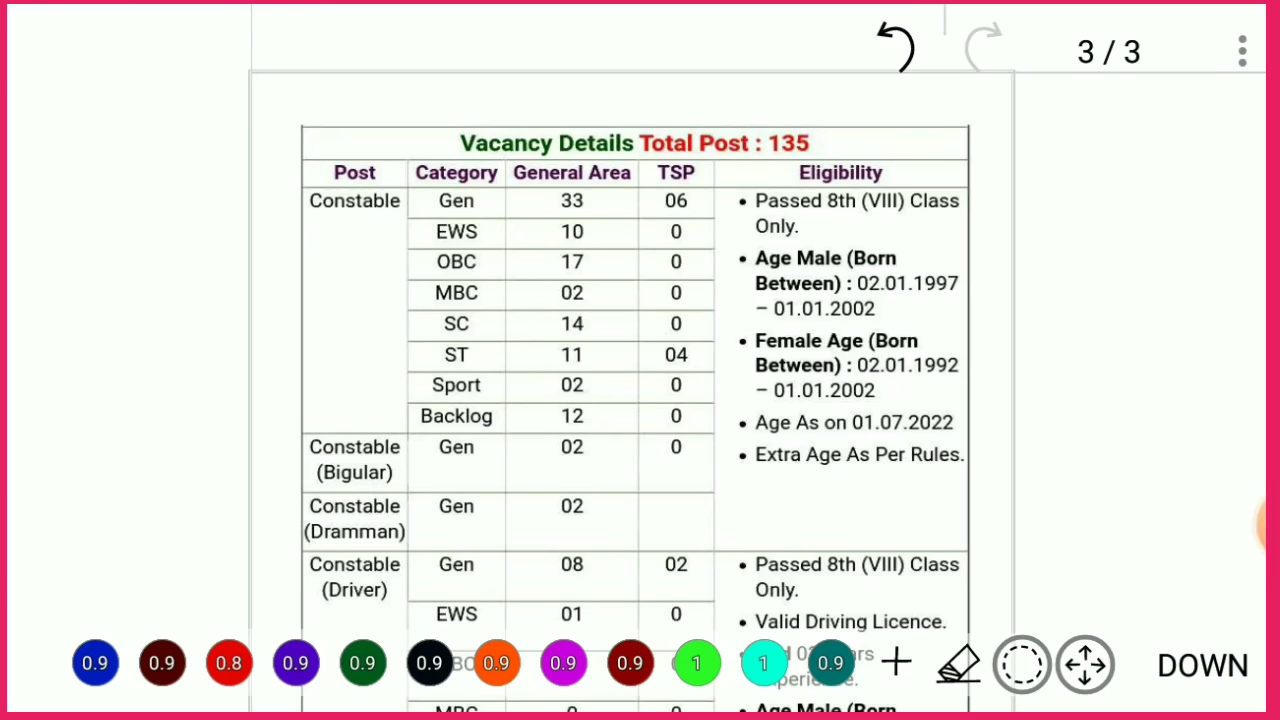 3 / 3
Vacancy Details Total Post : 135
Post Category General Area TSP Eligibility
Constable Gen 33 06 • Passed 8th (VIII) Class
Only.
EWS 10 0
OBC 17 0 • Age Male (Born
Between) : 02.01.1997
MBC 02 0
– 01.01.2002
SC 14 0
• Female Age (Born
ST 11 04
Between) : 02.01.1992
Sport 02 0
– 01.01.2002
Backlog 12 0
• Age As on 01.07.2022
Constable Gen 02 0 • Extra Age As Per Rules.
(Bigular)
Constable Gen 02
(Dramman)
Constable Gen 08 02 • Passed 8th (VIII) Class
(Driver) Only.
EWS 01 0 • Valid Driving Licence.
0.9 0.9 0.8 0.9 0.9 0.9 0.9 0.9 0.9 1 1 0.9 DOWN
MBC 0 0 • Age Male (Born